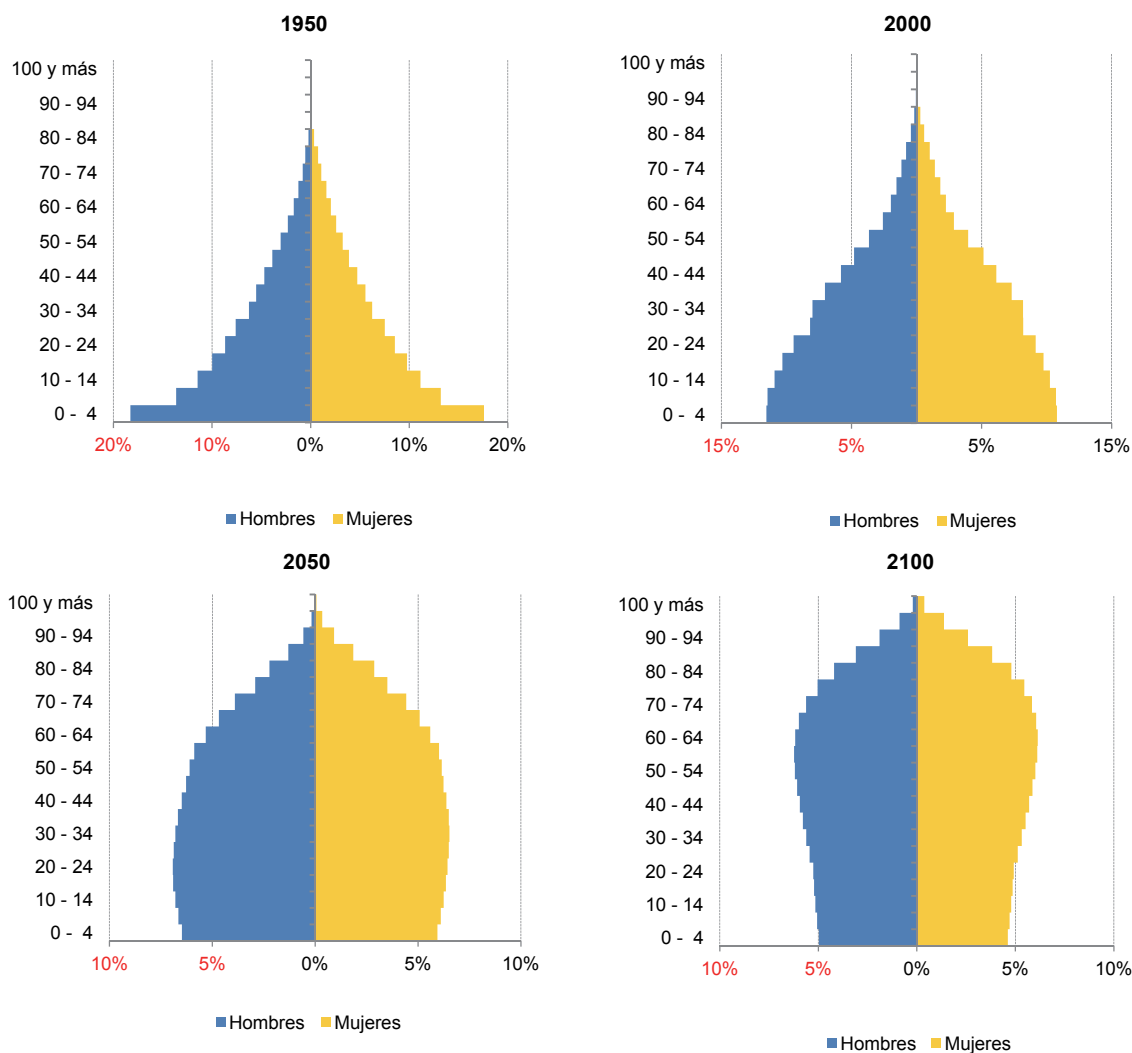 1950
100 y más
90 - 94
80 - 84
70 - 74
60 - 64
50 - 54
40 - 44
30 - 34
20 - 24
10 - 14
0 - 4
20% 10% 0% 10% 20%
Hombres Mujeres
2000
100 y más
90 - 94
80 - 84
70 - 74
60 - 64
50 - 54
40 - 44
30 - 34
20 - 24
10 - 14
0 - 4
15% 5% 5% 15%
Hombres Mujeres
2050
100 y más
90 - 94
80 - 84
70 - 74
60 - 64
50 - 54
40 - 44
30 - 34
20 - 24
10 - 14
0 - 4
10% 5% 0% 5% 10%
Hombres Mujeres
2100
100 y más
90 - 94
80 - 84
70 - 74
60 - 64
50 - 54
40 - 44
30 - 34
20 - 24
10 - 14
0 - 4
10% 5% 0% 5% 10%
Hombres Mujeres